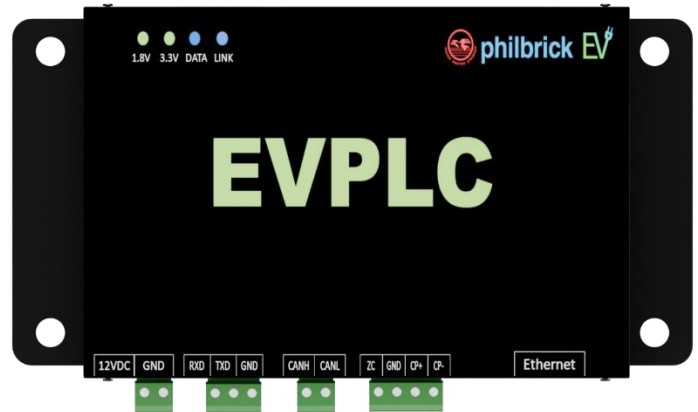 1.8V 3.3V DATA LINK
philbrick EV
EVPLC
12VDC GND RXD TXD GND CANH CANL ZC GND CP+ CP- Ethernet